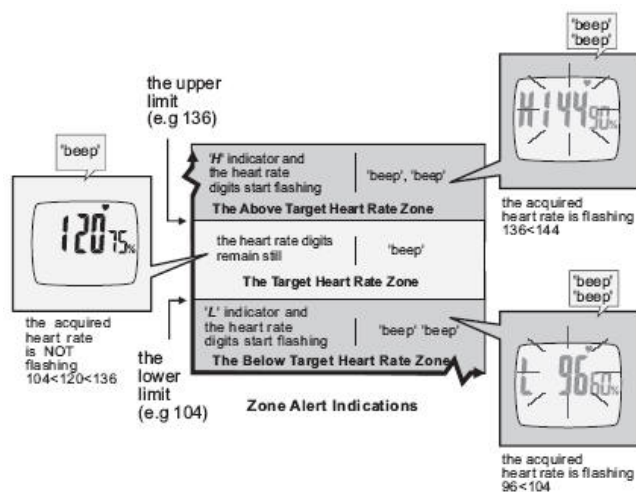 'beep'
'beep'
the upper
limit
(e.g 136)
H144 90%
'beep'
'H' indicator and
the heart rate
digits start flashing
'beep', 'beep'
The Above Target Heart Rate Zone
the acquired
heart rate is flashing
136<144
120 75%
the heart rate digits
remain still
'beep'
The Target Heart Rate Zone
the acquired
heart rate
is NOT
flashing
104<120<136
'L' indicator and
the heart rate
digits start flashing
'beep' 'beep'
The Below Target Heart Rate Zone
'beep'
'beep'
L 96 60%
the
lower
limit
(e.g 104)
Zone Alert Indications
the acquired
heart rate is flashing
96<104